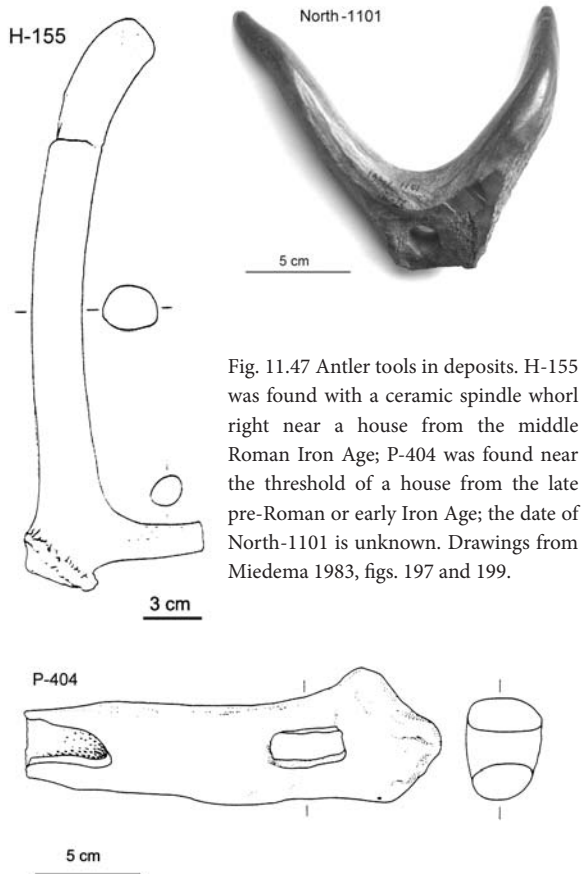 H-155
North-1101
5 cm
Fig. 11.47 Antler tools in deposits. H-155
was found with a ceramic spindle whorl
right near a house from the middle
Roman Iron Age; P-404 was found near
the threshold of a house from the late
pre-Roman or early Iron Age; the date of
North-1101 is unknown. Drawings from
Miedema 1983, figs. 197 and 199.
3 cm
P-404
5 cm